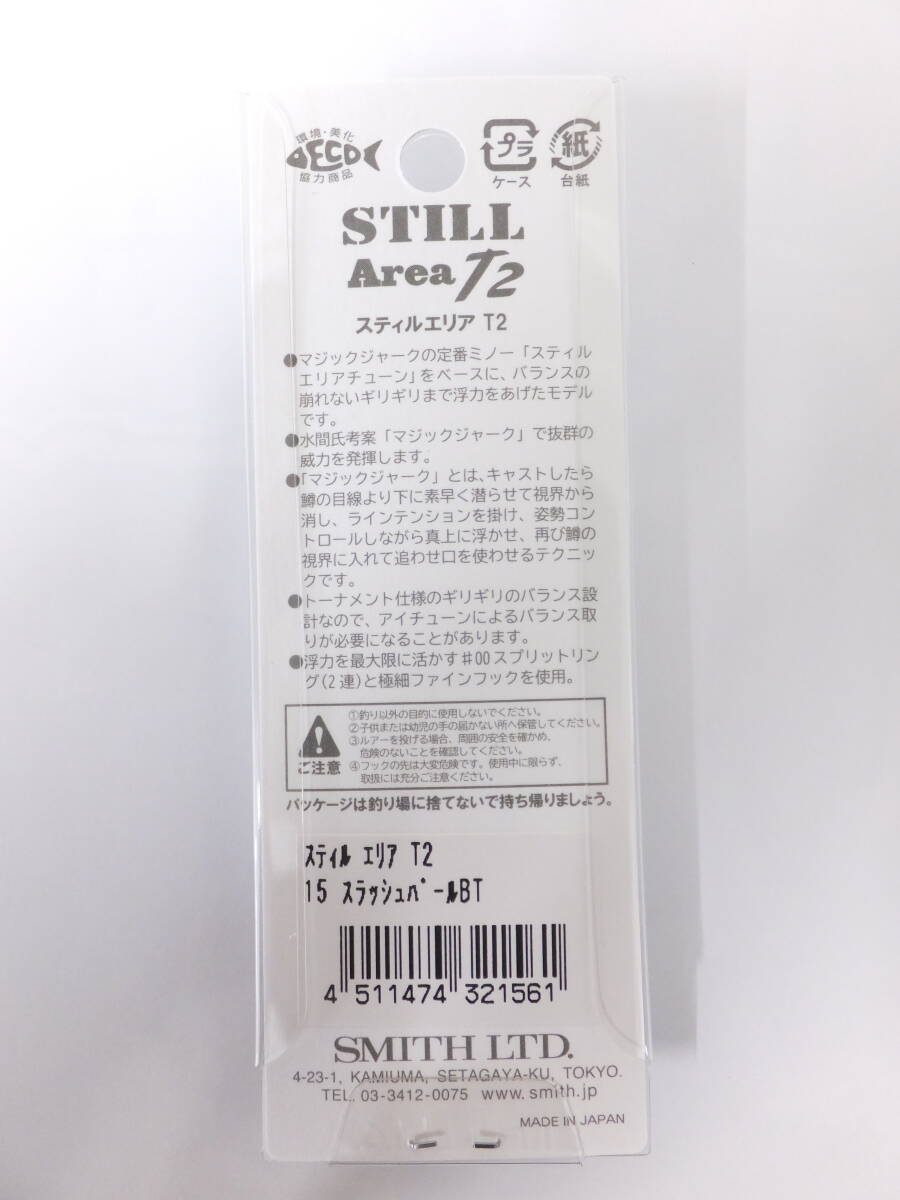 環境・美化
ECO
協力商品
プラ
ケース
紙
台紙
STILL
Area T2
スティルエリア T2
●マジックジャークの定番ミノー「スティル
エリアチューン」をベースに、バランスの
崩れないギリギリまで浮力をあげたモデル
です。
●水間氏考案「マジックジャーク」で抜群の
威力を発揮します。
●「マジックジャーク」とは、キャストしたら
鱒の目線より下に素早く潜らせて視界から
消し、ラインテンションを掛け、姿勢コン
トロールしながら真上に浮かせ、再び鱒の
視界に入れて追わせ口を使わせるテクニッ
クです。
●トーナメント仕様のギリギリのバランス設
計なので、アイチューンによるバランス取
りが必要になることがあります。
●浮力を最大限に活かす#00スプリットリン
グ(2連)と極細ファインフックを使用。
ご注意
①釣り以外の目的に使用しないでください。
②子供または幼児の手の届かない所へ保管してください。
③ルアーを投げる場合、周囲の安全を確かめ、
危険のないことを確認してください。
④フックの先は大変危険です。使用中に限らず、
取扱には充分ご注意ください。
パッケージは釣り場に捨てないで持ち帰りましょう。
スティル エリア T2
15 スラッシュパールBT
4 511474 321561
SMITH LTD.
4-23-1, KAMIUMA, SETAGAYA-KU, TOKYO.
TEL. 03-3412-0075 www.smith.jp
MADE IN JAPAN